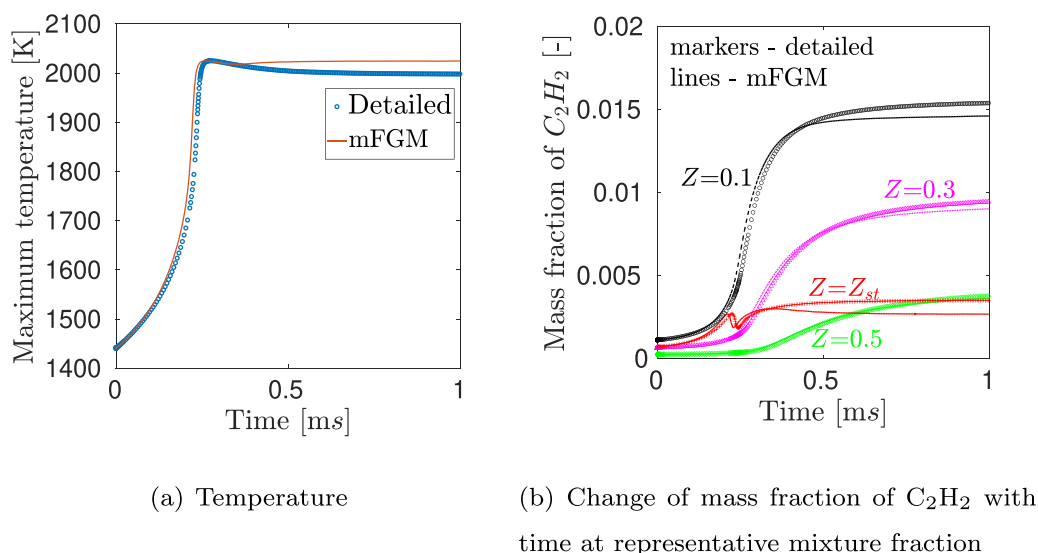 2100
2000
1900
1800
1700
1600
1500
1400
Maximum temperature [K]
Detailed
mFGM
0
0.5
1
Time [ms]
(a) Temperature
0.02
0.015
0.01
0.005
0
Mass fraction of C₂H₂ [-]
markers - detailed
lines - mFGM
Z=0.1
Z=0.3
Z=Zₛₜ
Z=0.5
0
0.5
1
Time [ms]
(b) Change of mass fraction of C₂H₂ with
time at representative mixture fraction